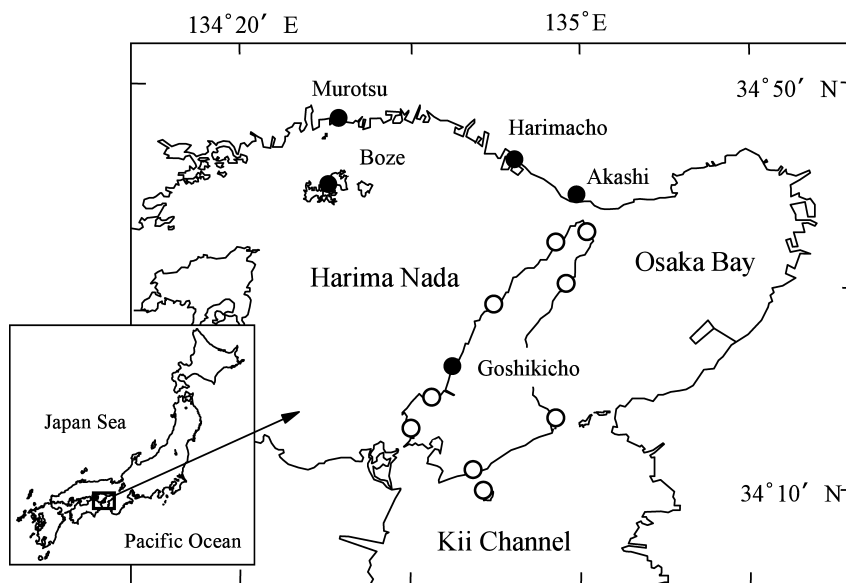 134°20′ E
135°E
34°50′ N
Murotsu
Harimacho
Boze
Akashi
Harima Nada
Osaka Bay
Goshikicho
Japan Sea
34°10′ N
Pacific Ocean
Kii Channel